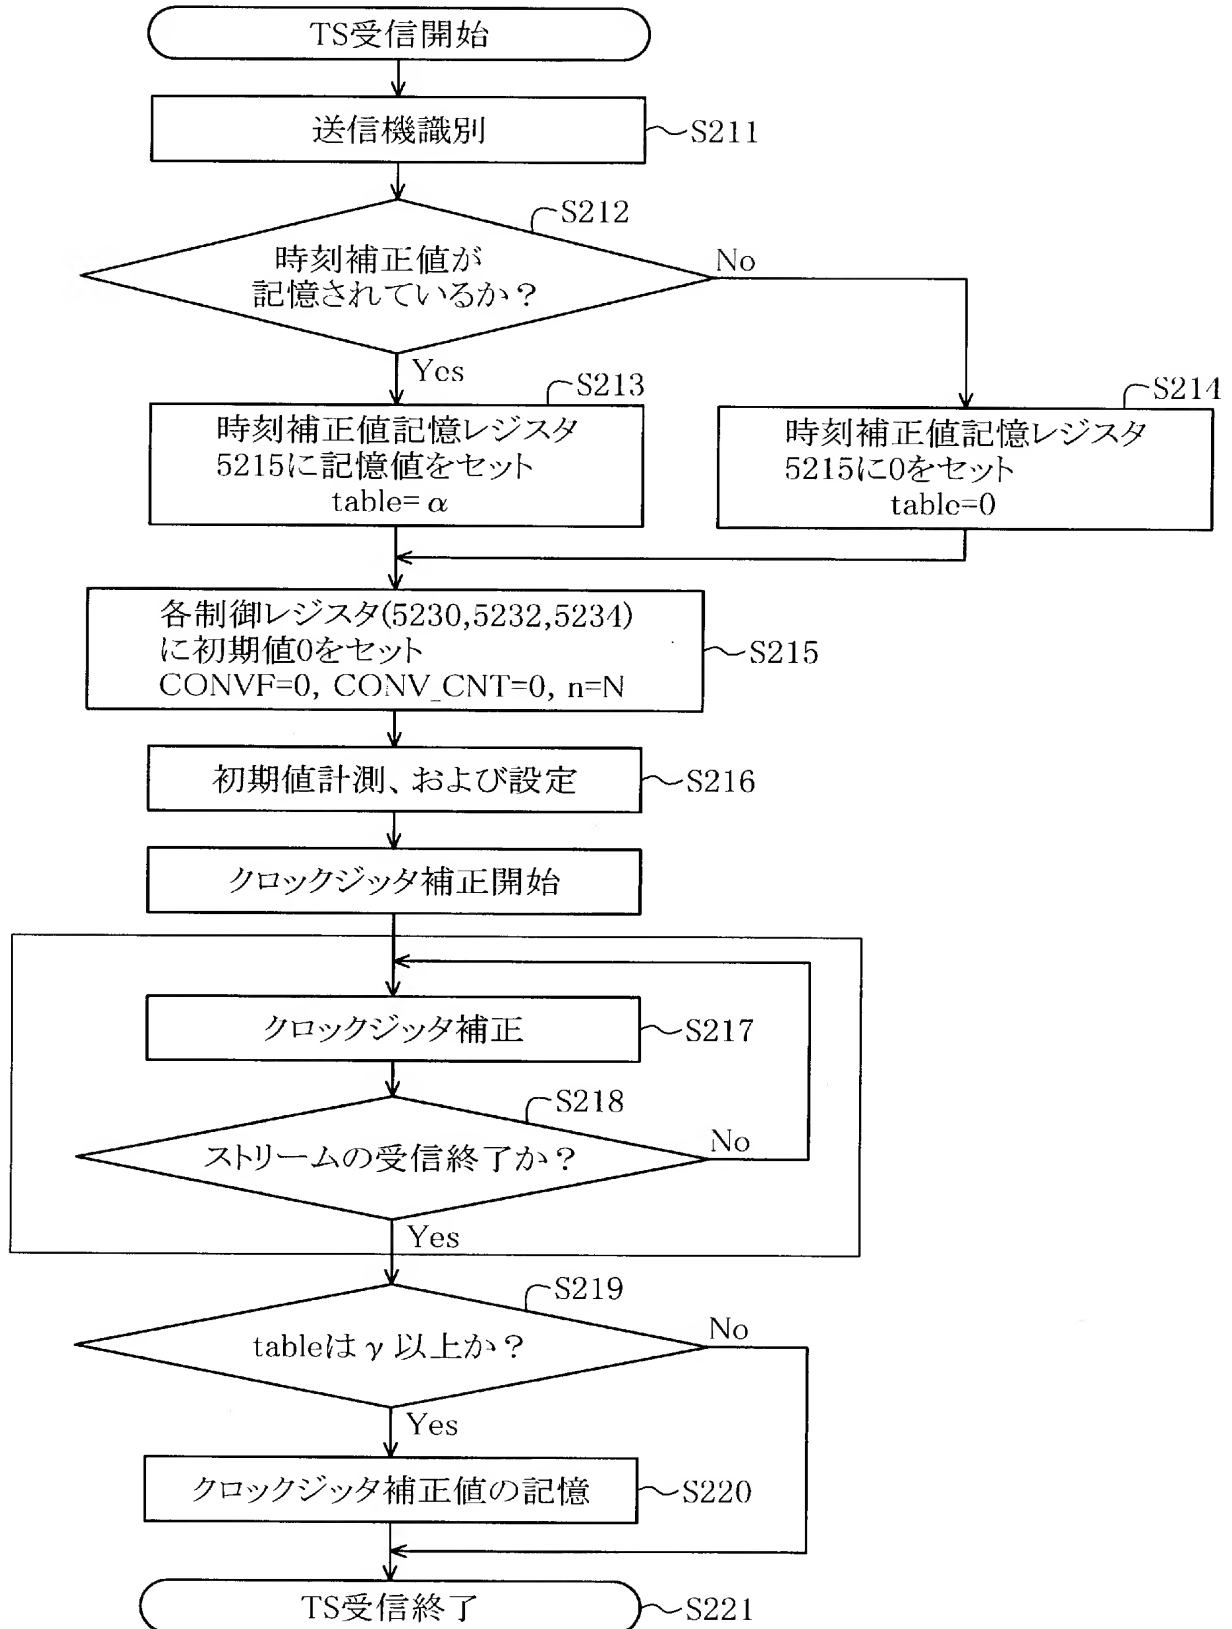 TS受信開始
送信機識別
S211
S212
時刻補正値が
記憶されているか？
No
Yes
S213
時刻補正値記憶レジスタ
5215に記憶値をセット
table=α
S214
時刻補正値記憶レジスタ
5215に0をセット
table=0
各制御レジスタ(5230,5232,5234)
に初期値0をセット
CONVF=0, CONV_CNT=0, n=N
S215
初期値計測、および設定
S216
クロックジッタ補正開始
クロックジッタ補正
S217
S218
ストリームの受信終了か？
No
Yes
S219
tableはγ以上か？
No
Yes
クロックジッタ補正値の記憶
S220
TS受信終了
S221